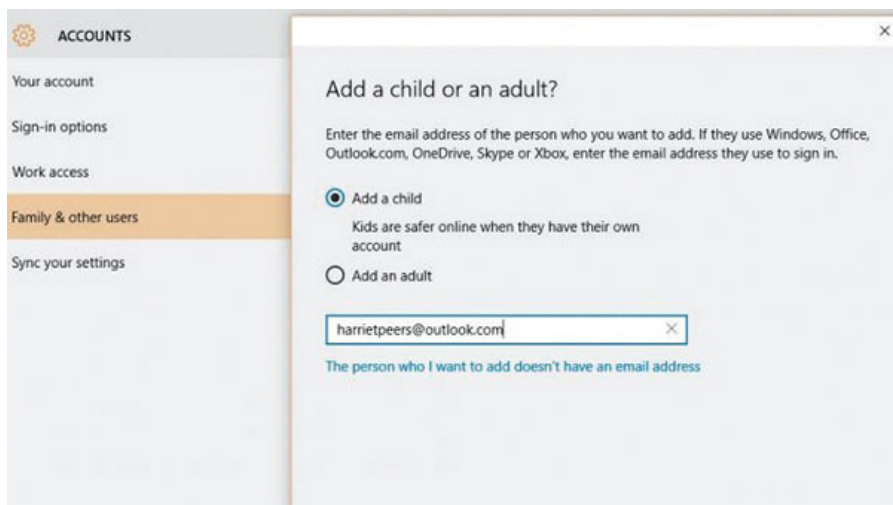 ACCOUNTS
Your account
Sign-in options
Work access
Family & other users
Sync your settings
Add a child or an adult?
Enter the email address of the person who you want to add. If they use Windows, Office,
Outlook.com, OneDrive, Skype or Xbox, enter the email address they use to sign in.
Add a child
Kids are safer online when they have their own
account
Add an adult
harrietpeers@outlook.com
The person who I want to add doesn't have an email address